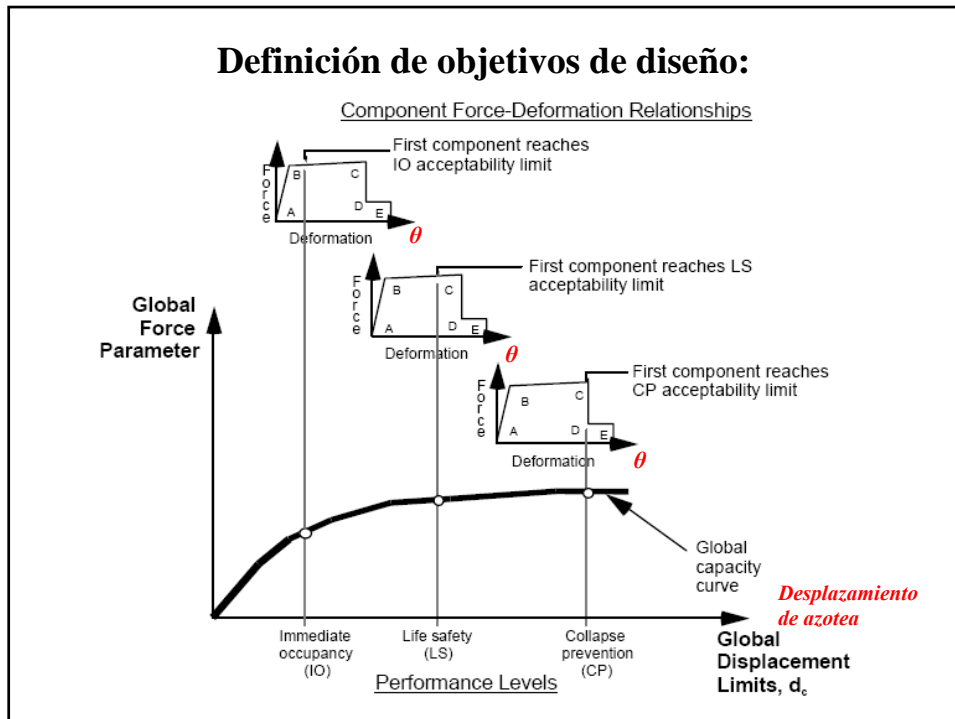 Definición de objetivos de diseño:
Component Force-Deformation Relationships
First component reaches
IO acceptability limit
Force
B
C
A
D
E
Deformation
θ
First component reaches LS
acceptability limit
Force
B
C
A
D
E
Deformation
θ
First component reaches
CP acceptability limit
Force
B
C
A
D
E
Deformation
θ
Global
Force
Parameter
Global
capacity
curve
Desplazamiento
de azotea
Global
Displacement
Limits, dc
Immediate
occupancy
(IO)
Life safety
(LS)
Collapse
prevention
(CP)
Performance Levels